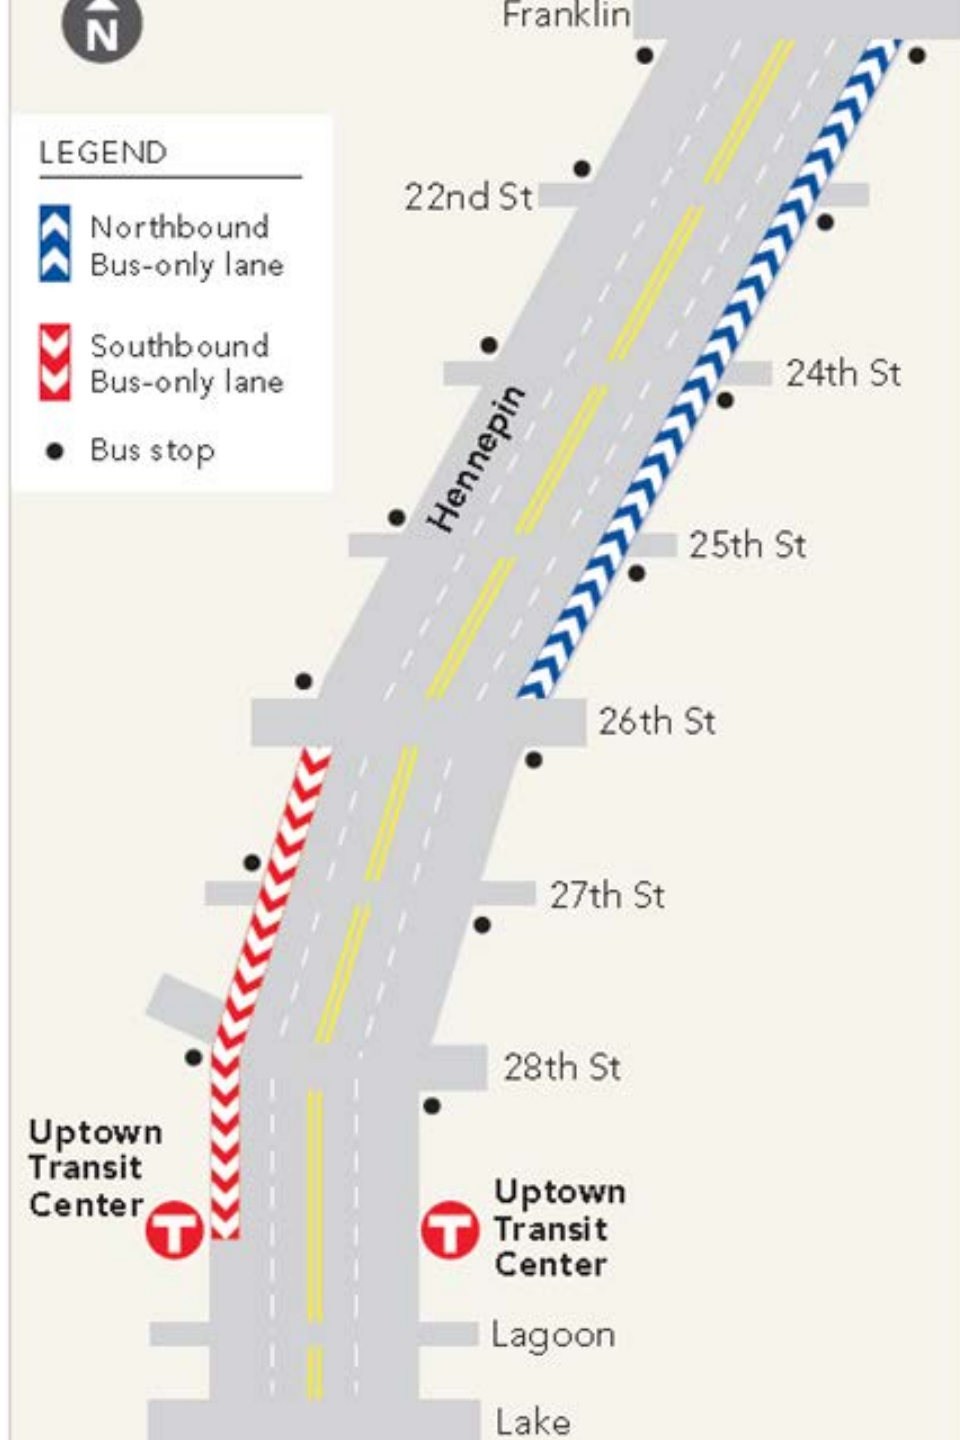 N
Franklin
LEGEND
Northbound
Bus-only lane
Southbound
Bus-only lane
Bus stop
22nd St
24th St
Hennepin
25th St
26th St
27th St
28th St
Uptown
Transit
Center
T
T
Uptown
Transit
Center
Lagoon
Lake